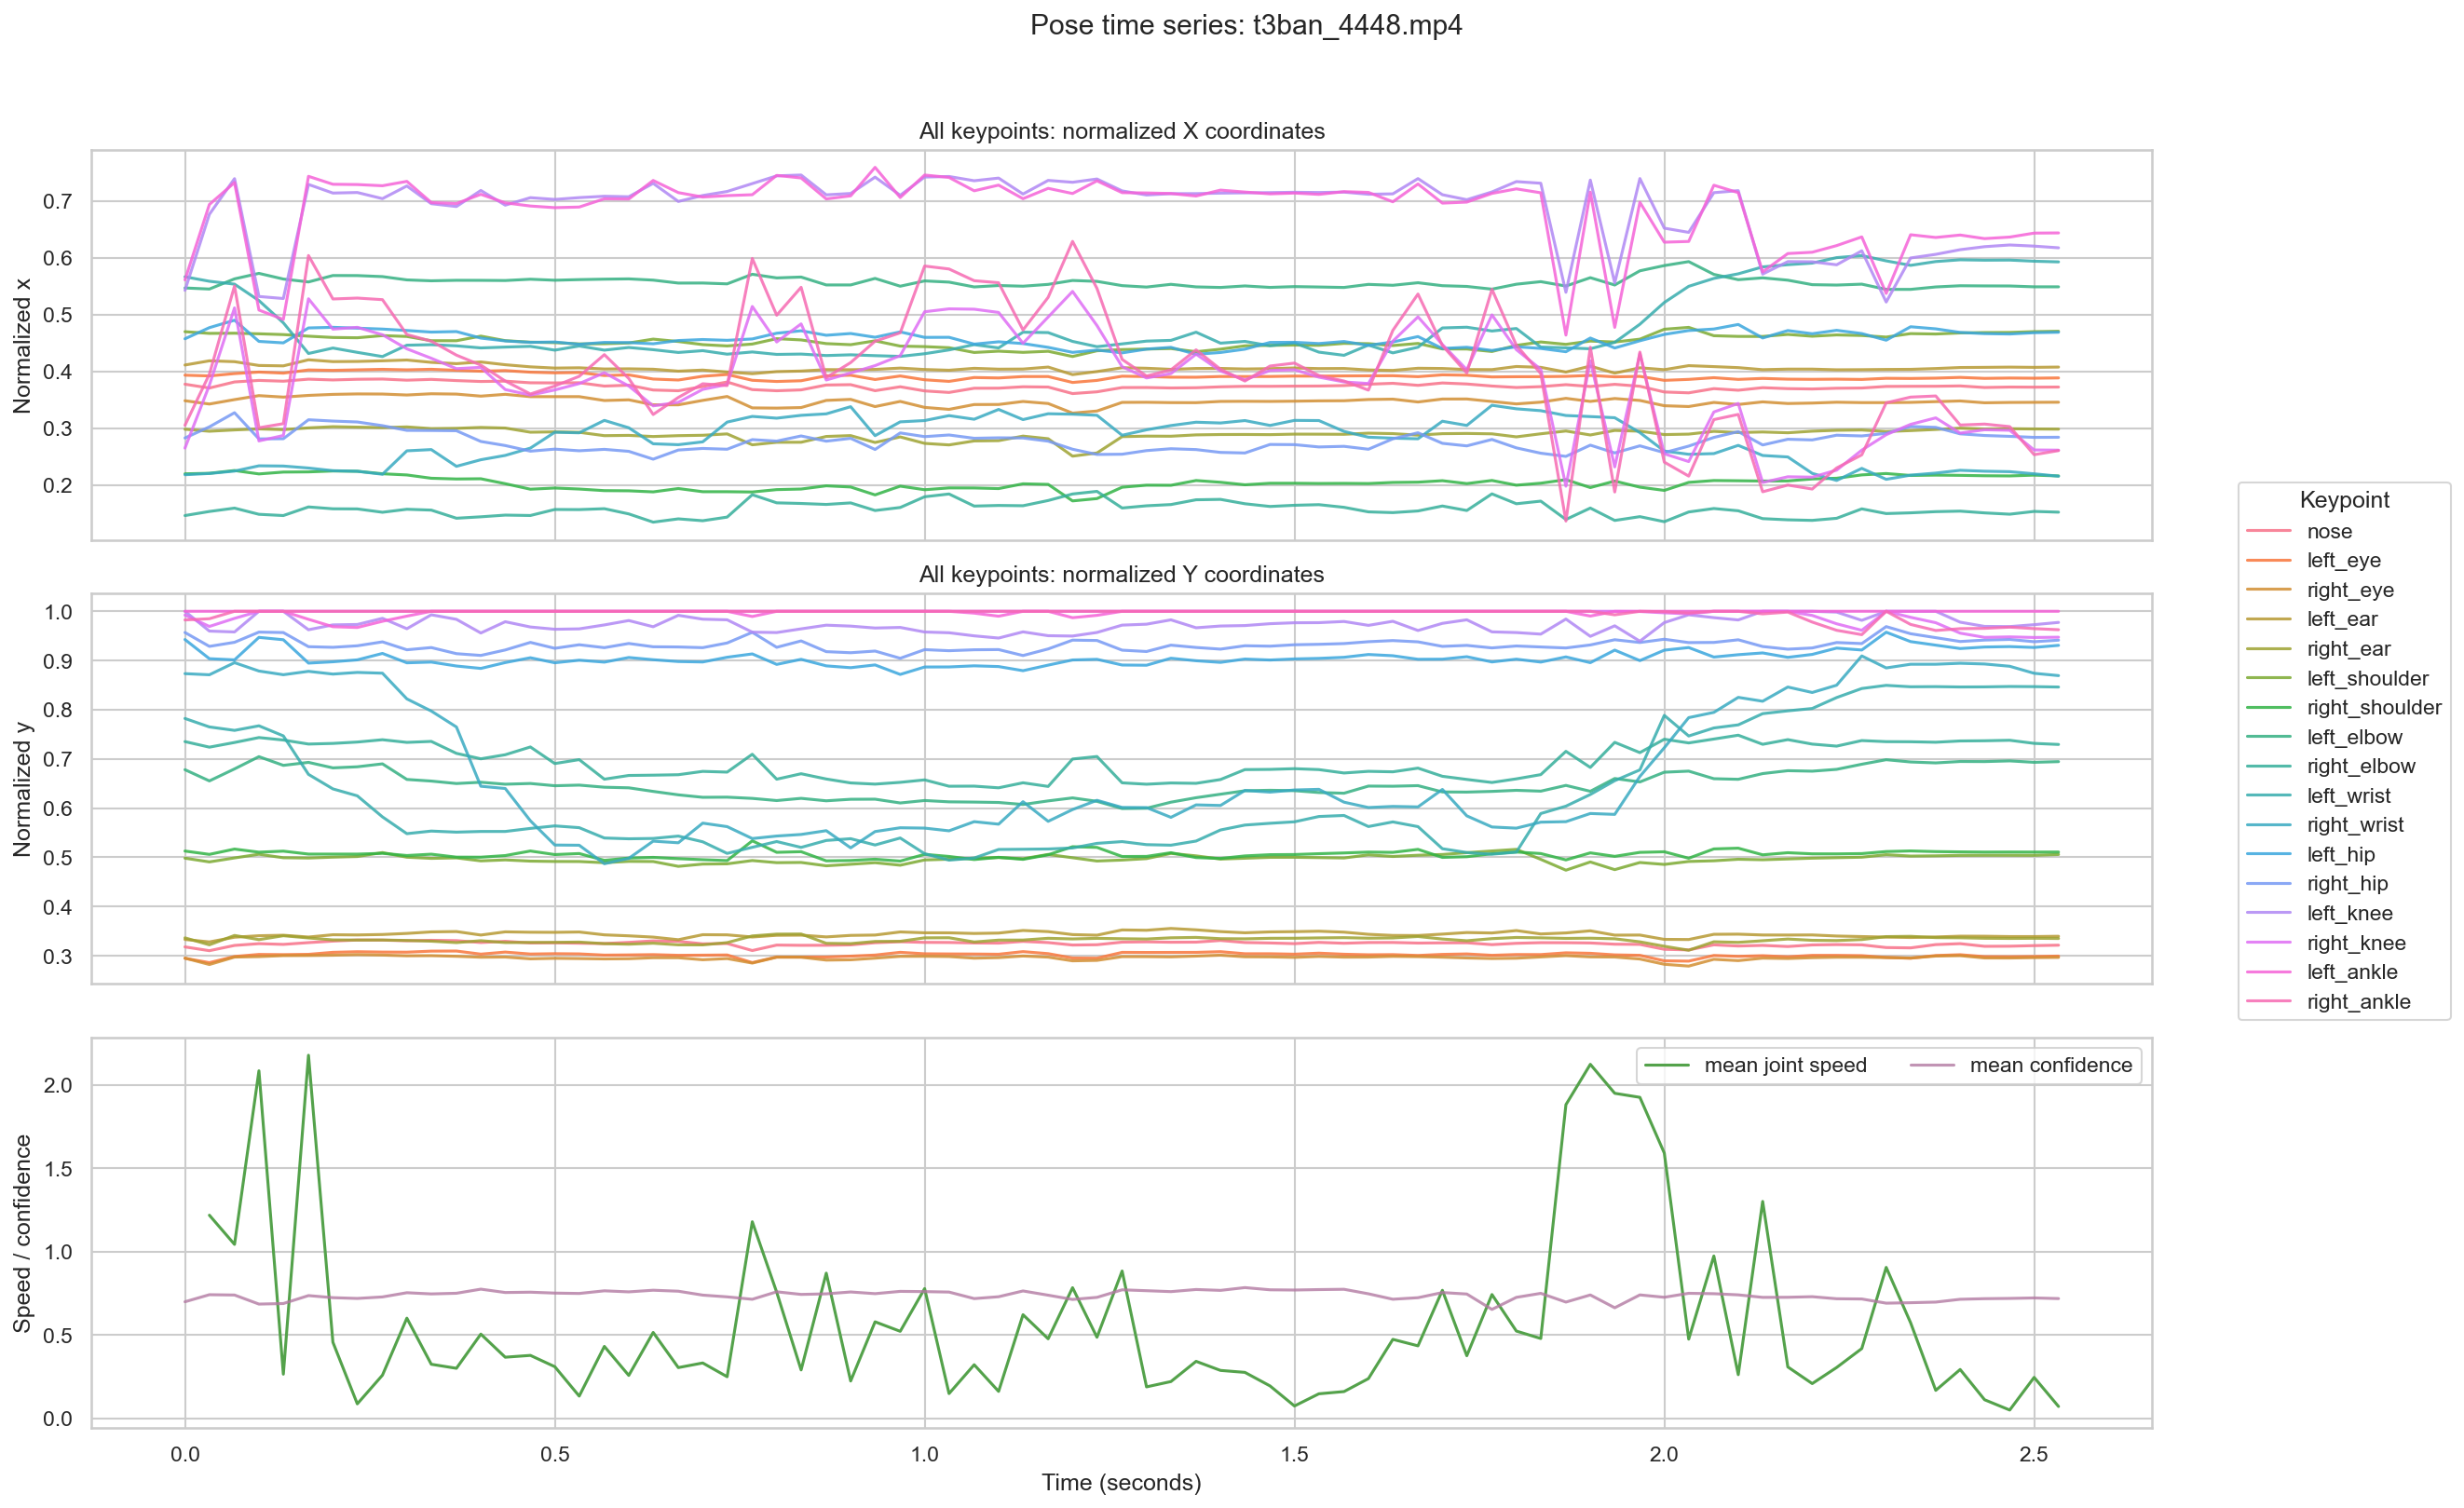 Pose time series: t3ban_4448.mp4
All keypoints: normalized X coordinates
Normalized x
0.7
0.6
0.5
0.4
0.3
0.2
All keypoints: normalized Y coordinates
Normalized y
1.0
0.9
0.8
0.7
0.6
0.5
0.4
0.3
Keypoint
nose
left_eye
right_eye
left_ear
right_ear
left_shoulder
right_shoulder
left_elbow
right_elbow
left_wrist
right_wrist
left_hip
right_hip
left_knee
right_knee
left_ankle
right_ankle
mean joint speed mean confidence
Speed / confidence
2.0
1.5
1.0
0.5
0.0
0.0 0.5 1.0 1.5 2.0 2.5
Time (seconds)